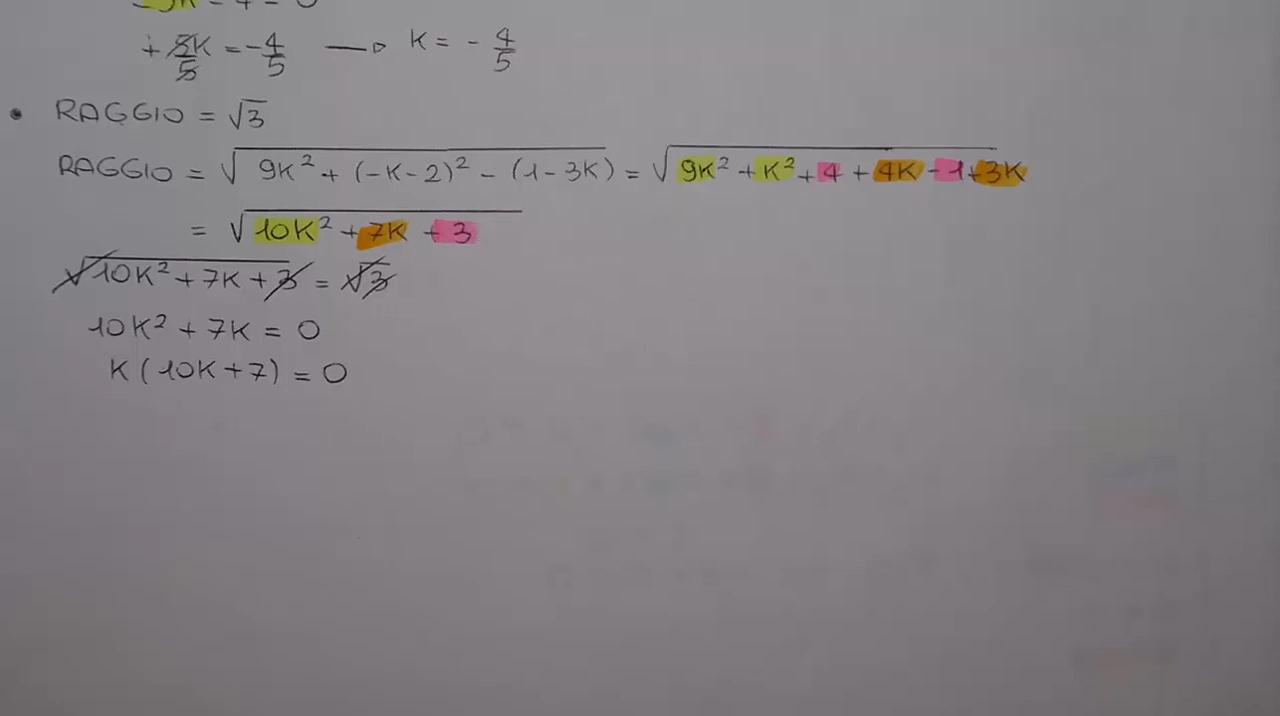 + 5K/5 = -4/5 → K = - 4/5
• RAGGIO = √3
RAGGIO = √9K² + (-K-2)² - (1-3K) = √9K² + K² + 4 + 4K - 1 + 3K
= √10K² + 7K + 3
√10K² + 7K + 3 = √3
10K² + 7K = 0
K (10K + 7) = 0